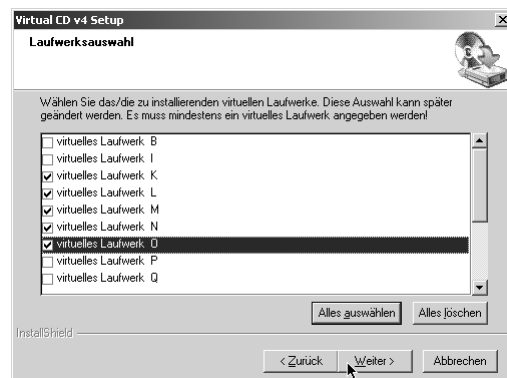 Virtual CD v4 Setup
Laufwerksauswahl
Wählen Sie das/die zu installierenden virtuellen Laufwerke. Diese Auswahl kann später
geändert werden. Es muss mindestens ein virtuelles Laufwerk angegeben werden!
virtuelles Laufwerk B
virtuelles Laufwerk I
virtuelles Laufwerk K
virtuelles Laufwerk L
virtuelles Laufwerk M
virtuelles Laufwerk N
virtuelles Laufwerk O
virtuelles Laufwerk P
virtuelles Laufwerk Q
Alles auswählen Alles löschen
InstallShield
< Zurück Weiter > Abbrechen